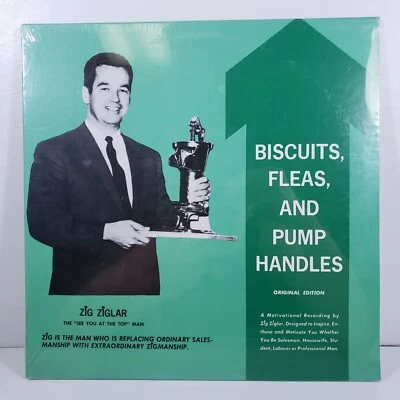 BISCUITS,
FLEAS,
AND
PUMP
HANDLES
ORIGINAL EDITION
A Motivational Recording by
Zig Ziglar, Designed to Inspire, En-
thuse and Motivate You Whether
You Be Salesman, Housewife, Stu-
dent, Laborer or Professional Man.
ZIG ZIGLAR
THE "SEE YOU AT THE TOP" MAN
ZIG IS THE MAN WHO IS REPLACING ORDINARY SALES-
MANSHIP WITH EXTRAORDINARY ZIGMANSHIP.